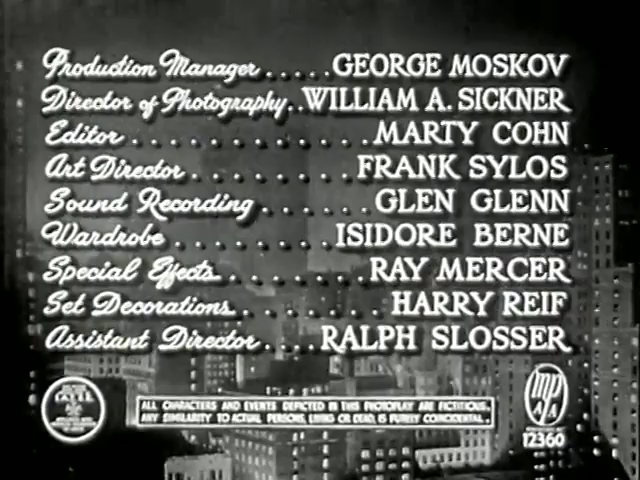 Production Manager.....GEORGE MOSKOV
Director of Photography..WILLIAM A. SICKNER
Editor.............MARTY COHN
Art Director.........FRANK SYLOS
Sound Recording......GLEN GLENN
Wardrobe........ISIDORE BERNE
Special Effects........RAY MERCER
Set Decorations........HARRY REIF
Assistant Director....RALPH SLOSSER
ALL CHARACTERS AND EVENTS DEPICTED IN THIS PHOTOPLAY ARE FICTITIOUS.
ANY SIMILARITY TO ACTUAL PERSONS, LIVING OR DEAD, IS PURELY COINCIDENTAL.
MPAA
12360